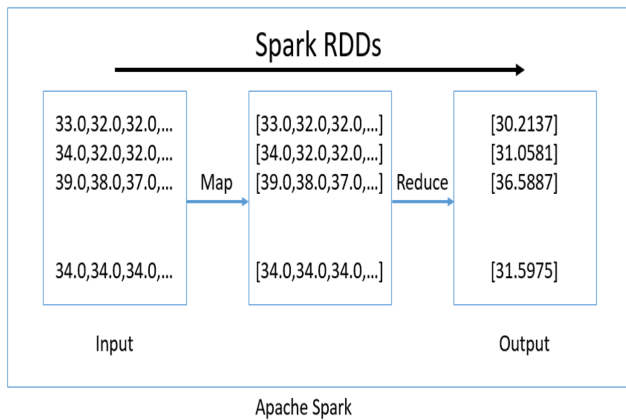 Spark RDDs
33.0,32.0,32.0,...
34.0,32.0,32.0,...
39.0,38.0,37.0,...
34.0,34.0,34.0,...
Map
[33.0,32.0,32.0,...]
[34.0,32.0,32.0,...]
[39.0,38.0,37.0,...]
[34.0,34.0,34.0,...]
Reduce
[30.2137]
[31.0581]
[36.5887]
[31.5975]
Input
Output
Apache Spark